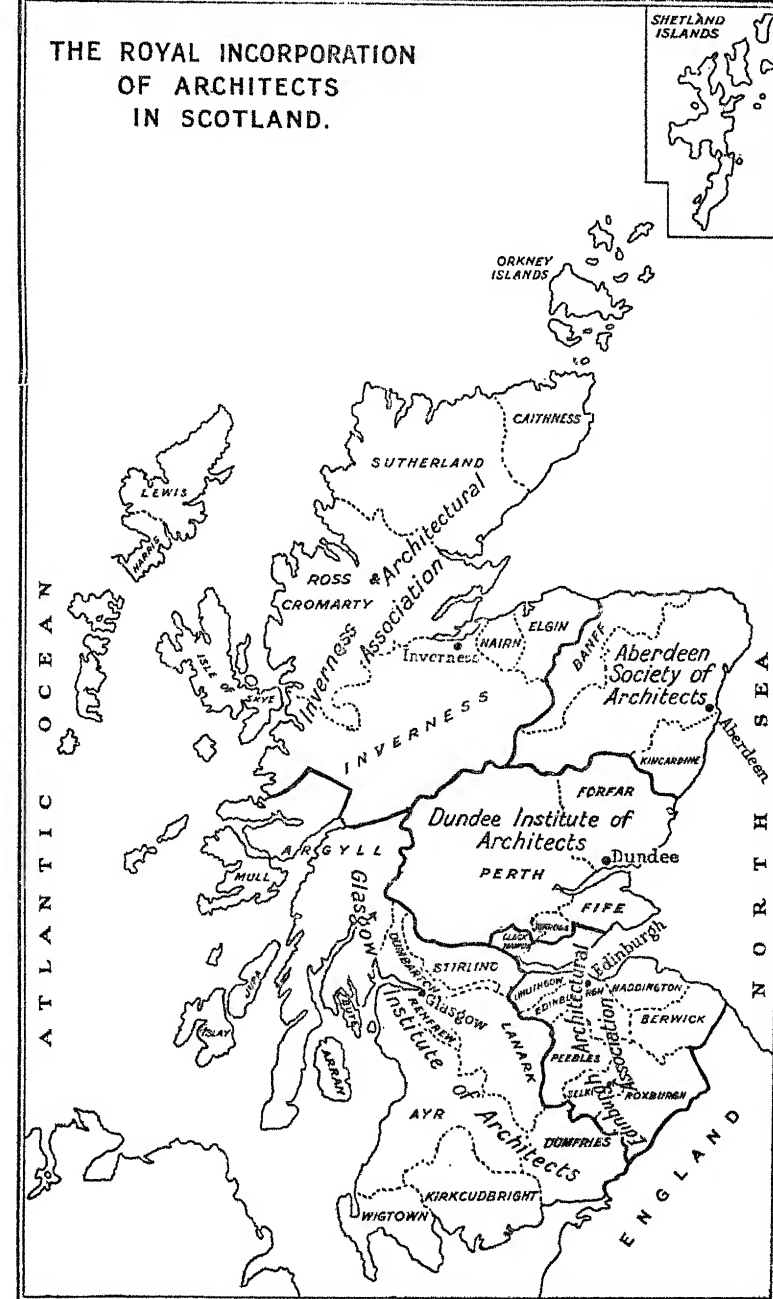 THE ROYAL INCORPORATION
OF ARCHITECTS
IN SCOTLAND.
SHETLAND
ISLANDS
ORKNEY
ISLANDS
CAITHNESS
SUTHERLAND
LEWIS
HARRIS
ROSS &
CROMARTY
Inverness Architectural
Association
ISLE OF
SKYE
Inverness
NAIRN
ELGIN
BANFF
Aberdeen
Society of
Architects
Aberdeen
KINCARDINE
INVERNESS
ATLANTIC OCEAN
NORTH SEA
FORFAR
Dundee Institute of
Architects
Dundee
PERTH
ARGYLL
MULL
FIFE
KINROSS
CLACK
MANNAN
Glasgow
Institute of Architects
DUMBARTON
STIRLING
Edinburgh
Edinburgh Architectural
Association
LINLITHGOW
EDINBURGH
HADDINGTON
BERWICK
JURA
ISLAY
BUTE
Glasgow
RENFREW
LANARK
PEEBLES
ARRAN
SELKI
ROXBURGH
AYR
DUMFRIES
KIRKCUDBRIGHT
WIGTOWN
ENGLAND